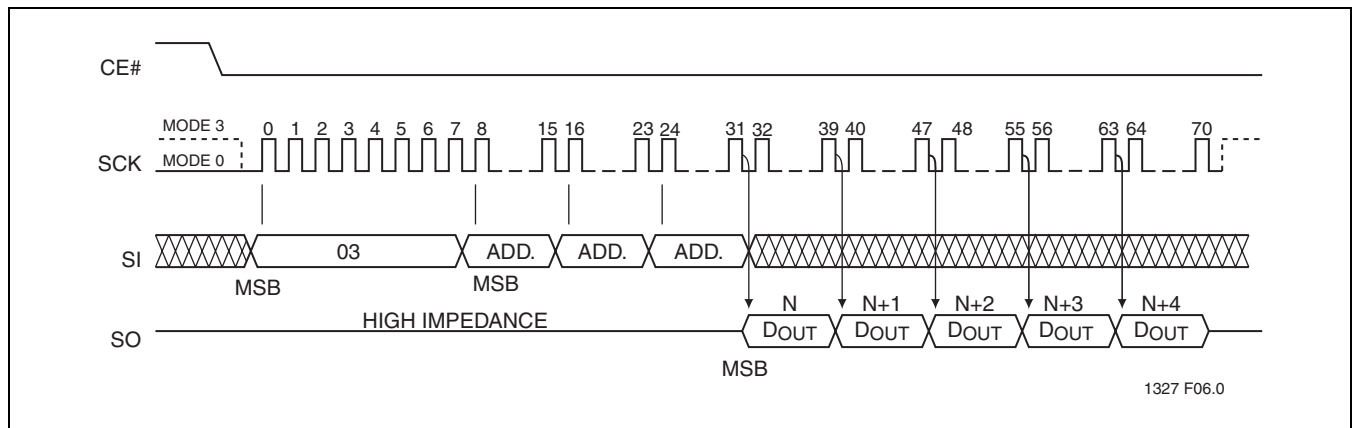 CE#
MODE 3
0 1 2 3 4 5 6 7 8 15 16 23 24 31 32 39 40 47 48 55 56 63 64 70
SCK
MODE 0
SI
03 ADD. ADD. ADD.
MSB MSB
N N+1 N+2 N+3 N+4
HIGH IMPEDANCE
SO
DOUT DOUT DOUT DOUT DOUT
MSB
1327 F06.0